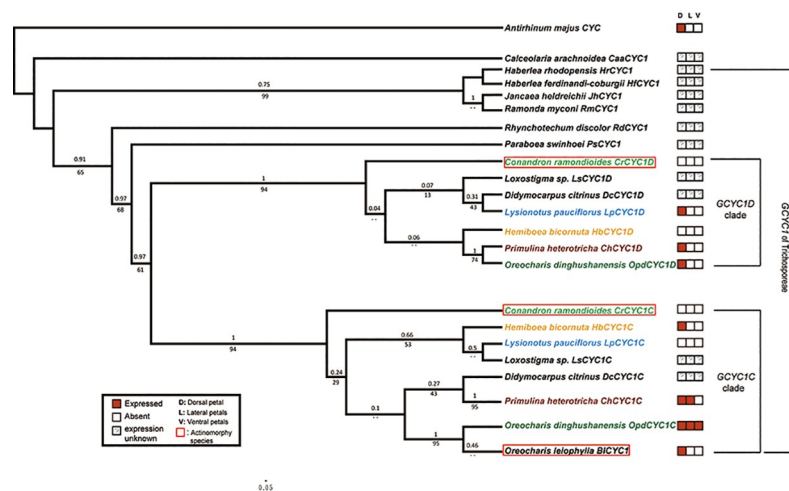 D L V
Antirhinum majus CYC
Calceolaria arachnoidea CaaCYC1
Haberlea rhodopensis HrCYC1
0.75
Haberlea ferdinandi-coburgii HfCYC1
99
1
Jancaea heldreichii JhCYC1
--
Ramonda myconi RmCYC1
Rhynchotechum discolor RdCYC1
0.91
65
Paraboea swinhoei PsCYC1
Conandron ramondioides CrCYC1D
1
94
Loxostigma sp. LsCYC1D
0.07
13
0.31
43
Didymocarpus citrinus DcCYC1D
0.97
68
0.04
--
Lysionotus pauciflorus LpCYC1D
GCYC1D
clade
Hemiboea bicornuta HbCYC1D
0.06
--
1
74
Primulina heterotricha ChCYC1D
0.97
61
Oreocharis dinghushanensis OpdCYC1D
GCYC1 of Trichosporeae
Conandron ramondioides CrCYC1C
Hemiboea bicornuta HbCYC1C
0.66
53
1
94
0.5
--
Lysionotus pauciflorus LpCYC1C
Loxostigma sp. LsCYC1C
0.24
29
Didymocarpus citrinus DcCYC1C
0.27
43
GCYC1C
clade
1
95
Primulina heterotricha ChCYC1C
0.1
--
Oreocharis dinghushanensis OpdCYC1C
1
95
0.46
--
Oreocharis leiophylla BlCYC1
Expressed
Absent
expression
unknown
D: Dorsal petal
L: Lateral petals
V: Ventral petals
: Actinomorphy
species
0.05